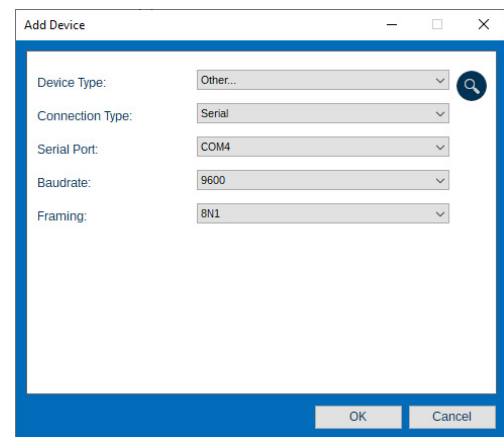 Add Device
Device Type: Other...
Connection Type: Serial
Serial Port: COM4
Baudrate: 9600
Framing: 8N1
OK Cancel